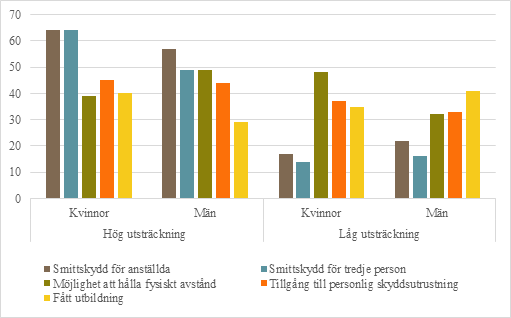 70
60
50
40
30
20
10
0
Kvinnor Män Kvinnor Män
Hög utsträckning Låg utsträckning
Smittskydd för anställda Smittskydd för tredje person
Möjlighet att hålla fysiskt avstånd Tillgång till personlig skyddsutrustning
Fått utbildning